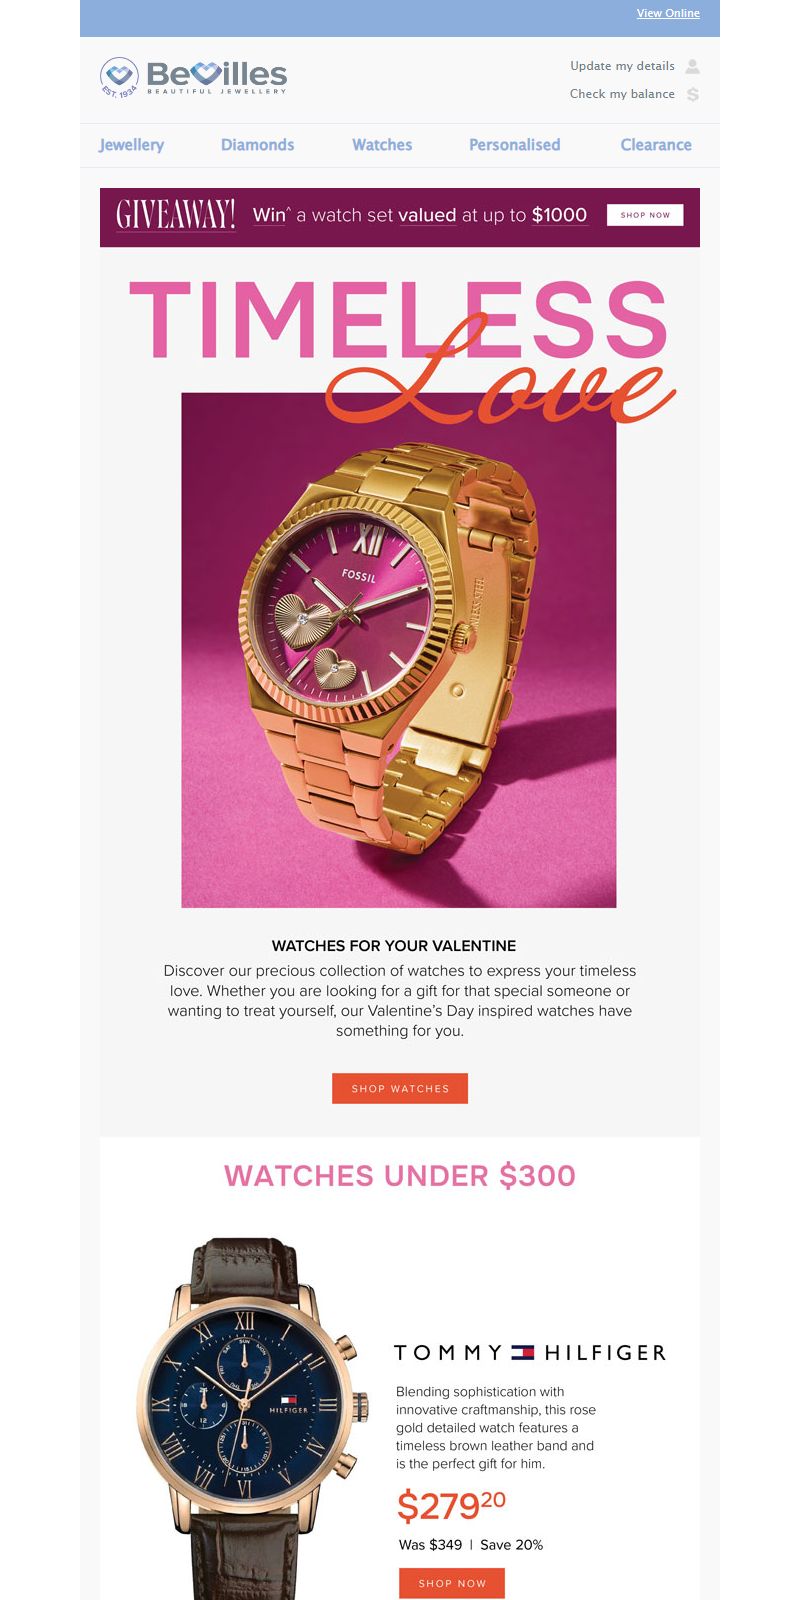 View Online
BeVilles
EST. 1934
BEAUTIFUL JEWELLERY
Update my details
Check my balance
Jewellery Diamonds Watches Personalised Clearance
GIVEAWAY! Win^ a watch set valued at up to $1000 SHOP NOW
TIMELESS
Love
XII
FOSSIL
WATCHES FOR YOUR VALENTINE
Discover our precious collection of watches to express your timeless
love. Whether you are looking for a gift for that special someone or
wanting to treat yourself, our Valentine’s Day inspired watches have
something for you.
SHOP WATCHES
WATCHES UNDER $300
HILFIGER
TOMMY HILFIGER
Blending sophistication with
innovative craftmanship, this rose
gold detailed watch features a
timeless brown leather band and
is the perfect gift for him.
$279.20
Was $349 | Save 20%
SHOP NOW